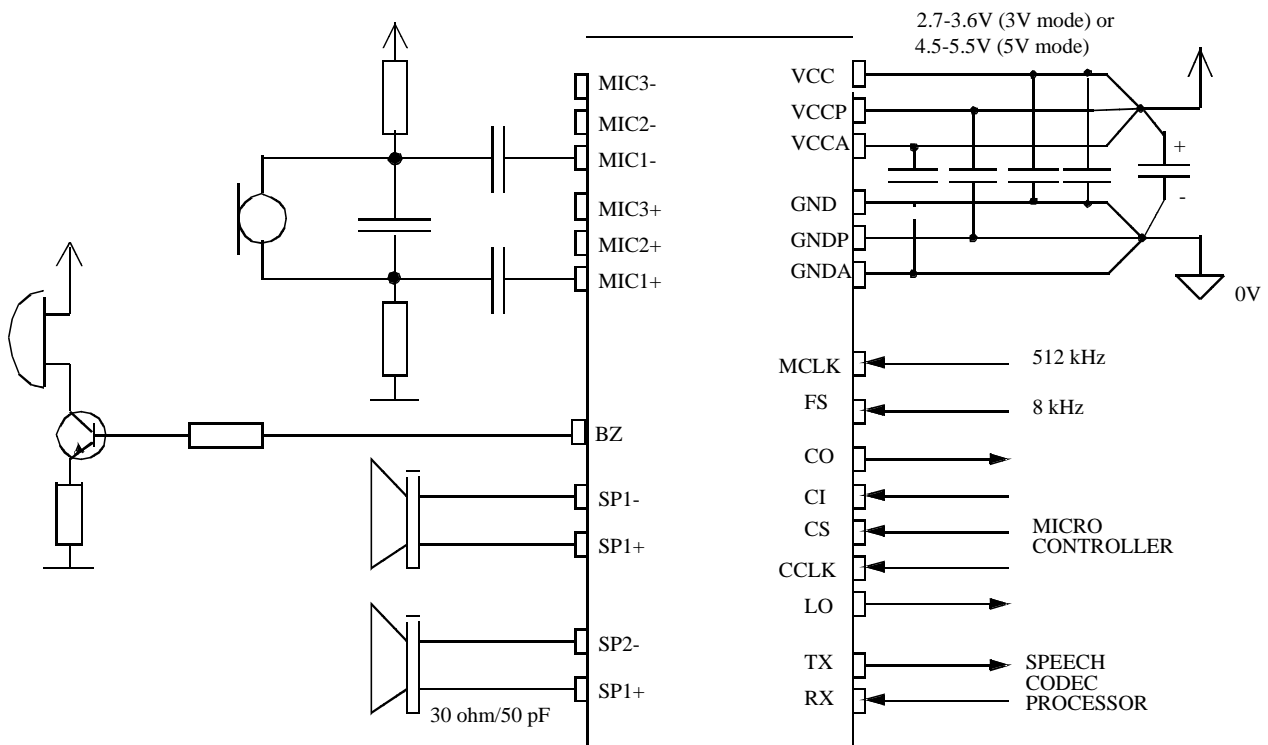 2.7-3.6V (3V mode) or
4.5-5.5V (5V mode)
MIC3-
MIC2-
MIC1-
MIC3+
MIC2+
MIC1+
BZ
SP1-
SP1+
SP2-
SP1+
30 ohm/50 pF
VCC
VCCP
VCCA
GND
GNDP
GNDA
+
-
0V
MCLK
512 kHz
FS
8 kHz
CO
CI
CS
CCLK
LO
MICRO
CONTROLLER
TX
RX
SPEECH
CODEC
PROCESSOR